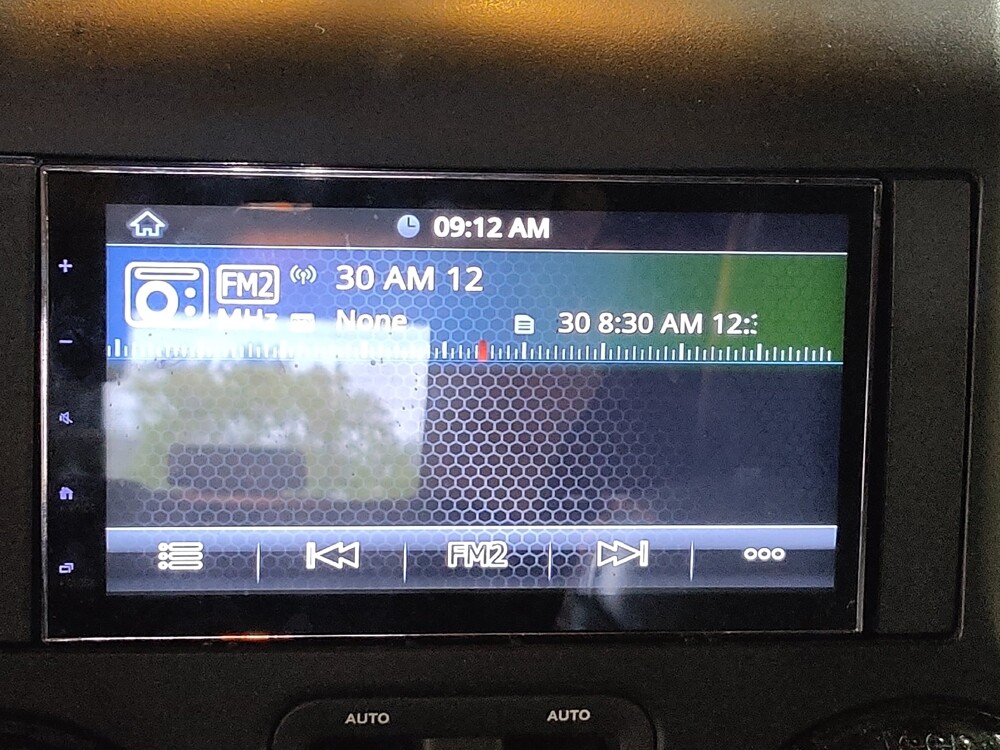 09:12 AM
FM2 30 AM 12
MHz None 30 8:30 AM 12:
FM2
AUTO AUTO